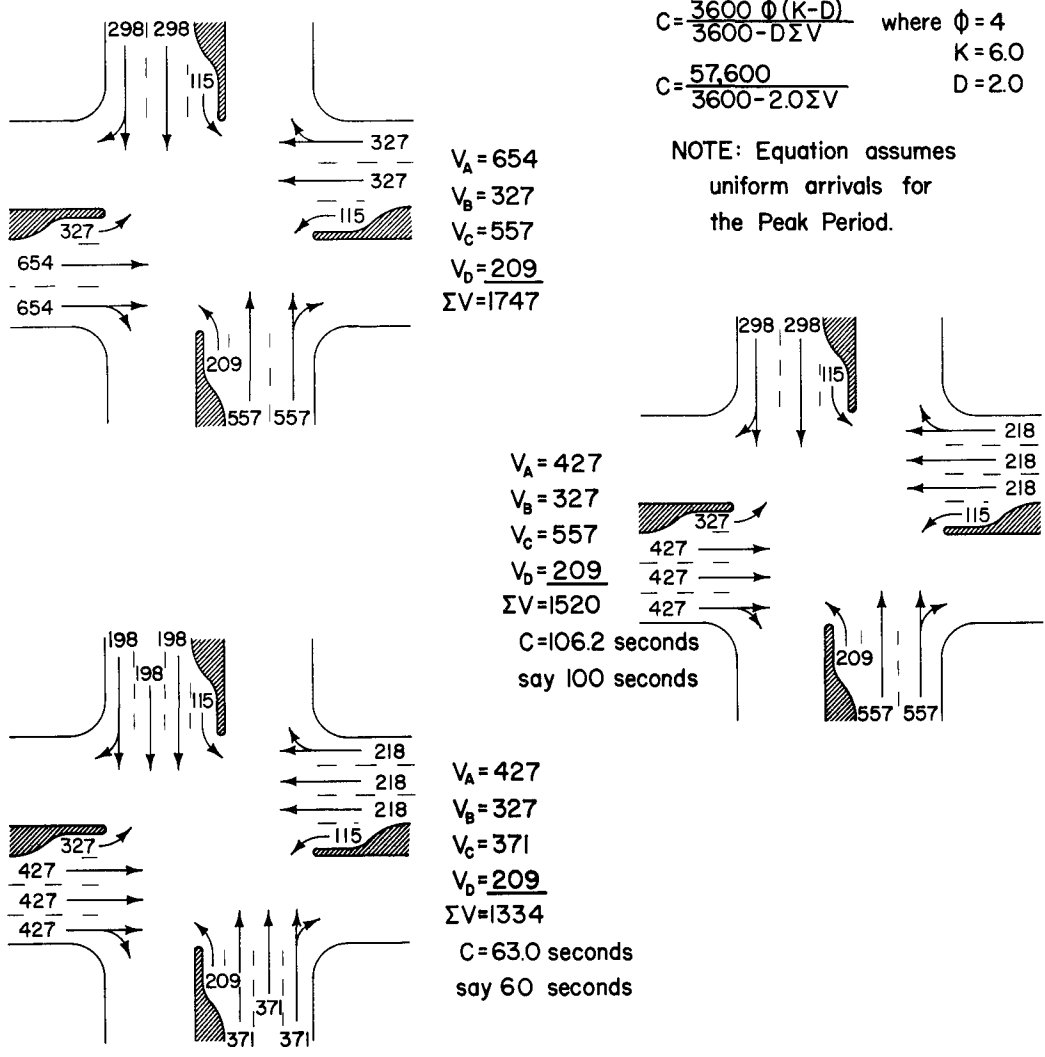 C=3600 Φ(K-D)/3600-DΣV where Φ=4
K=6.0
D=2.0
C=57,600/3600-2.0ΣV
NOTE: Equation assumes
uniform arrivals for
the Peak Period.
298 298
115
327
327
115
327
654
654
209
557 557
V_A=654
V_B=327
V_C=557
V_D=209
ΣV=1747
298 298
115
218
218
218
115
327
427
427
427
209
557 557
V_A=427
V_B=327
V_C=557
V_D=209
ΣV=1520
C=106.2 seconds
say 100 seconds
198 198
198
115
218
218
218
115
327
427
427
427
209
371
371 371
V_A=427
V_B=327
V_C=371
V_D=209
ΣV=1334
C=63.0 seconds
say 60 seconds